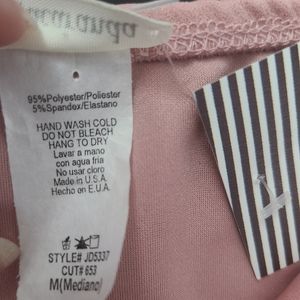 95%Polyester/Poliester
5%Spandex/Elastano
HAND WASH COLD
DO NOT BLEACH
HANG TO DRY
Lavar a mano
con agua fria
No usar cloro
Made in U.S.A.
Hecho en E.U.A.
STYLE# JD5337
CUT# 653
M(Mediano)